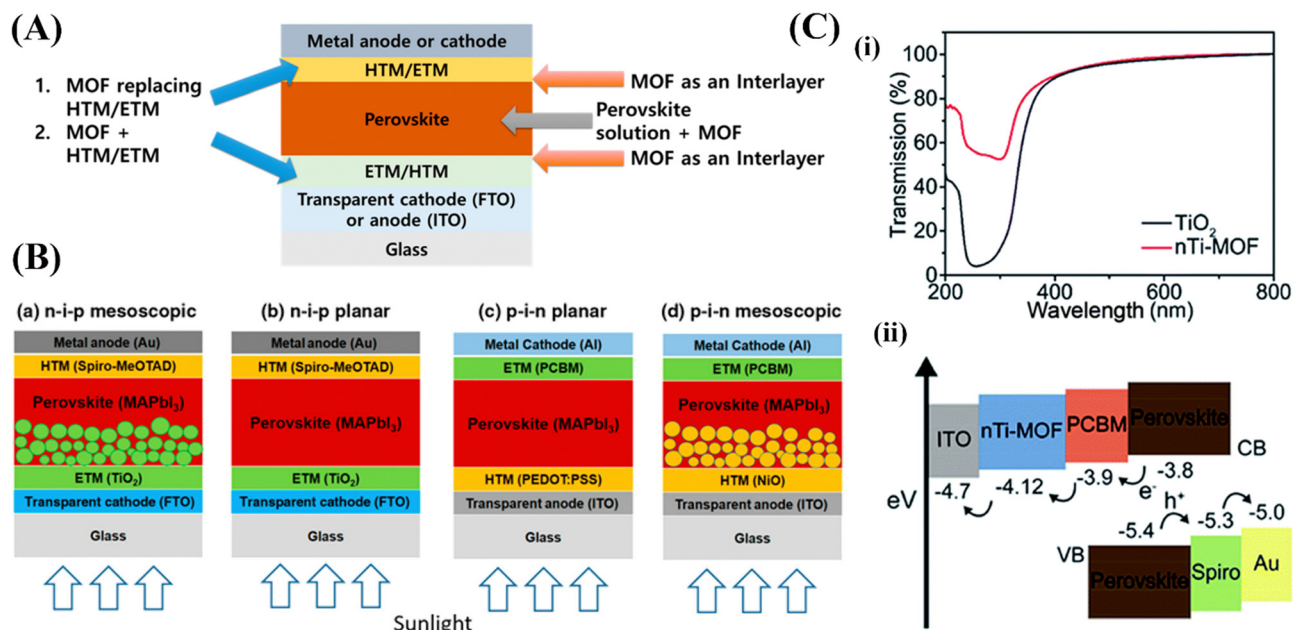 (A)
Metal anode or cathode
HTM/ETM
Perovskite
ETM/HTM
Transparent cathode (FTO)
or anode (ITO)
Glass
1. MOF replacing
HTM/ETM
2. MOF +
HTM/ETM
MOF as an Interlayer
Perovskite
solution + MOF
MOF as an Interlayer
(B)
(a) n-i-p mesoscopic
Metal anode (Au)
HTM (Spiro-MeOTAD)
Perovskite (MAPbI3)
ETM (TiO2)
Transparent cathode (FTO)
Glass
(b) n-i-p planar
Metal anode (Au)
HTM (Spiro-MeOTAD)
Perovskite (MAPbI3)
ETM (TiO2)
Transparent cathode (FTO)
Glass
(c) p-i-n planar
Metal Cathode (Al)
ETM (PCBM)
Perovskite (MAPbI3)
HTM (PEDOT:PSS)
Transparent anode (ITO)
Glass
(d) p-i-n mesoscopic
Metal Cathode (Al)
ETM (PCBM)
Perovskite (MAPbI3)
HTM (NiO)
Transparent anode (ITO)
Glass
Sunlight
(C)
(i)
Transmission (%)
100
80
60
40
20
0
TiO2
nTi-MOF
200 400 600 800
Wavelength (nm)
(ii)
eV
ITO
nTi-MOF
PCBM
Perovskite
CB
-4.7
-4.12
-3.9
e-
-3.8
h+
-5.4
-5.3
-5.0
VB
Perovskite
Spiro
Au